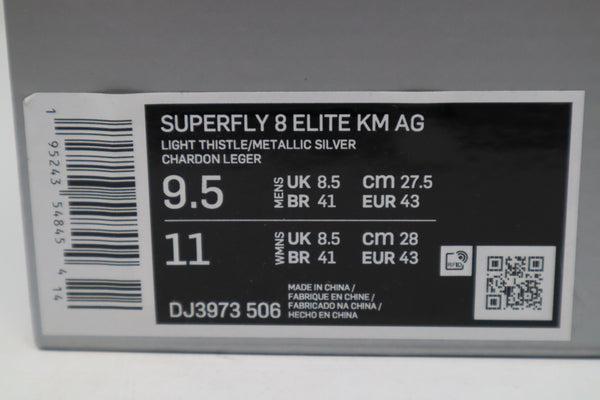 1 95243 54845 4 14
SUPERFLY 8 ELITE KM AG
LIGHT THISTLE/METALLIC SILVER
CHARDON LEGER
9.5 MENS UK 8.5 CM 27.5
BR 41 EUR 43
11 WMNS UK 8.5 CM 28
BR 41 EUR 43
RFID
DJ3973 506
MADE IN CHINA /
FABRIQUE EN CHINE /
FABRICADO NA CHINA /
HECHO EN CHINA